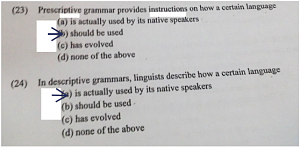 (23) Prescriptive grammar provides instructions on how a certain language
(a) is actually used by its native speakers
b) should be used
(c) has evolved
(d) none of the above
(24) In descriptive grammars, linguists describe how a certain language
a) is actually used by its native speakers
(b) should be used
(c) has evolved
(d) none of the above